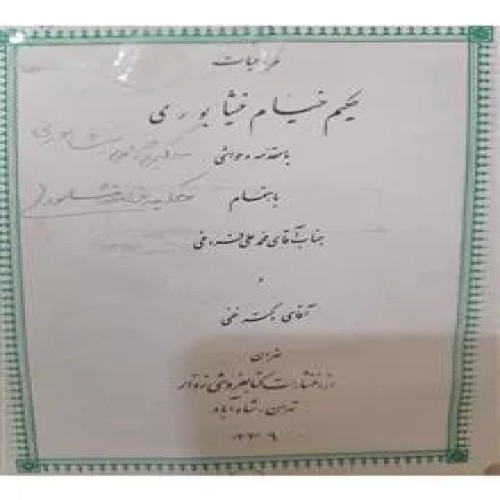 رباعیات
حکیم خیام نیشابوری
با مقدمه و حواشی
باهتمام
جناب آقای محمد علی فروغی
و
آقای دکتر غنی
تهران
از انتشارات کتابفروشی زوار
تهران - شاه آباد